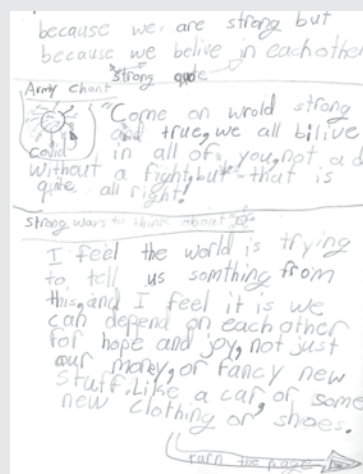 because we are strong but
because we belive in each other
strong quote
Army Chant
"Come on wrold strong
and true, we all bilive
Covid
in all of you, not a d
without a fight, but that is
quite all right!
strong ways to think about
I feel the world is trying
to tell us somthing from
this, and I feel it is we
can depend on each other
for hope and joy, not just
our money, or fancy new
stuff. Like a car, or some
new clothing or, shoes.
turn the page